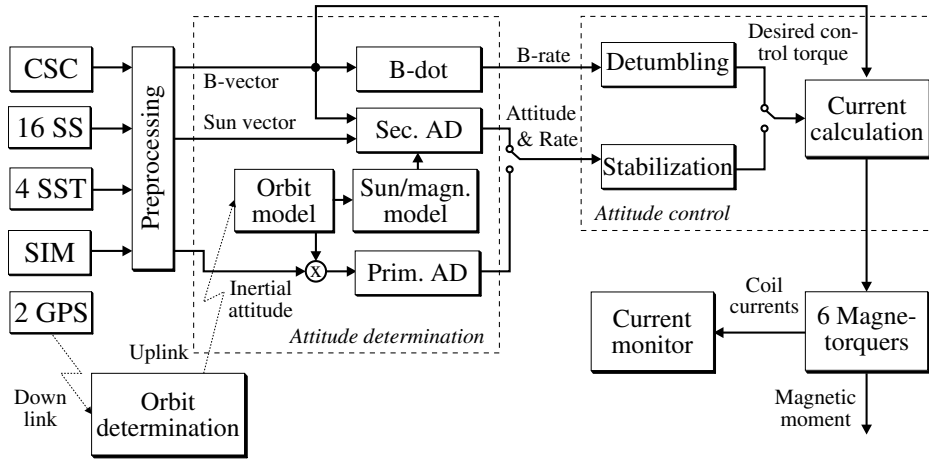 CSC
16 SS
4 SST
SIM
2 GPS
Preprocessing
B-vector
Sun vector
B-dot
Sec. AD
Orbit
model
Sun/magn.
model
x
Prim. AD
Inertial
attitude
Attitude determination
Uplink
Down
link
Orbit
determination
B-rate
Attitude
& Rate
Detumbling
Stabilization
Attitude control
Desired con-
trol torque
Current
calculation
Coil
currents
Current
monitor
6 Magne-
torquers
Magnetic
moment